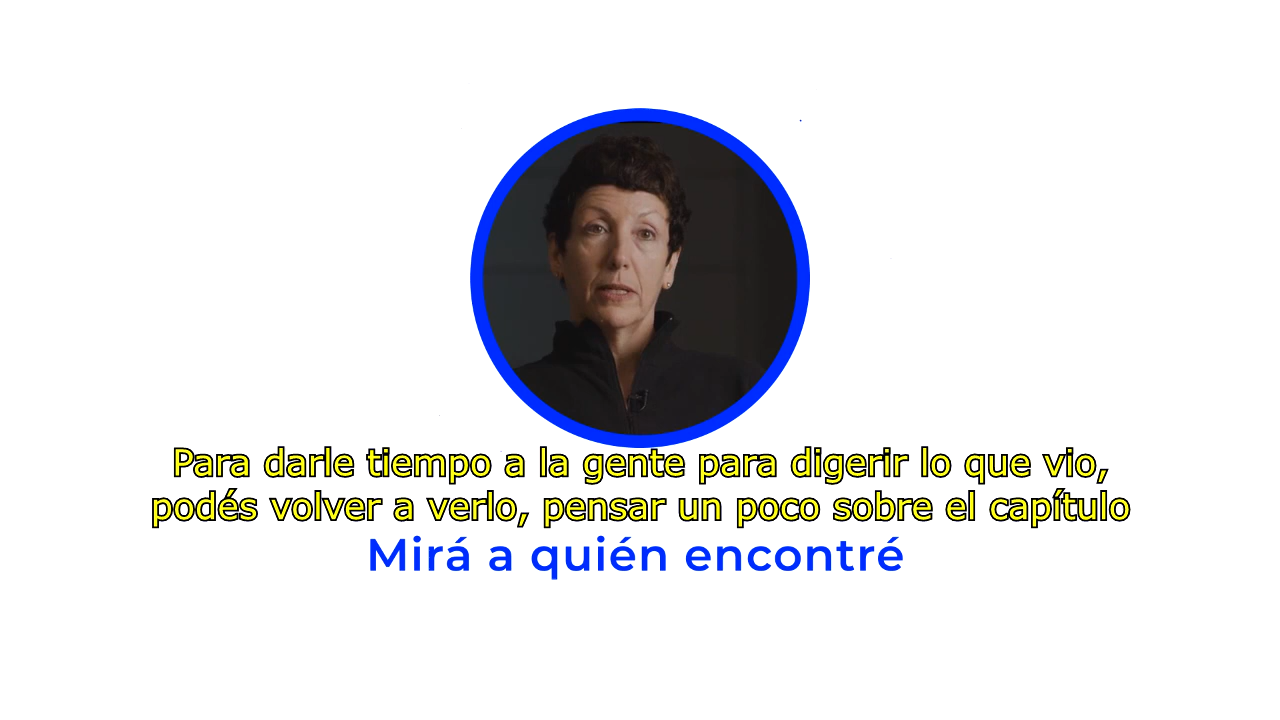 Para darle tiempo a la gente para digerir lo que vio,
podés volver a verlo, pensar un poco sobre el capítulo
Mirá a quién encontré